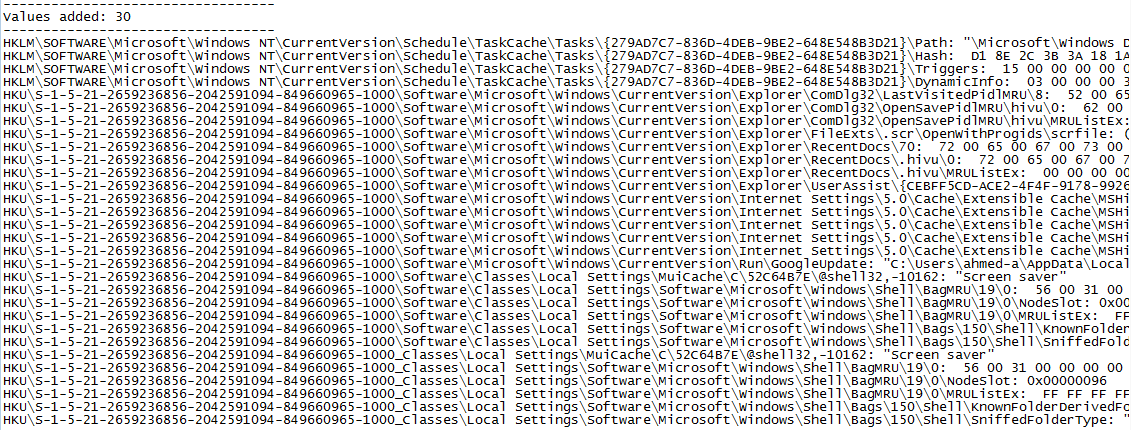 ----------------------------------
Values added: 30
----------------------------------
HKLM\SOFTWARE\Microsoft\Windows NT\CurrentVersion\Schedule\TaskCache\Tasks\{279AD7C7-836D-4DEB-9BE2-648E548B3D21}\Path: "\Microsoft\Windows D
HKLM\SOFTWARE\Microsoft\Windows NT\CurrentVersion\Schedule\TaskCache\Tasks\{279AD7C7-836D-4DEB-9BE2-648E548B3D21}\Hash:  D1 8E 2C 3B 3A 18 1A
HKLM\SOFTWARE\Microsoft\Windows NT\CurrentVersion\Schedule\TaskCache\Tasks\{279AD7C7-836D-4DEB-9BE2-648E548B3D21}\Triggers:  15 00 00 00 00 0
HKLM\SOFTWARE\Microsoft\Windows NT\CurrentVersion\Schedule\TaskCache\Tasks\{279AD7C7-836D-4DEB-9BE2-648E548B3D21}\DynamicInfo:  03 00 00 00 3
HKU\S-1-5-21-2659236856-2042591094-849660965-1000\Software\Microsoft\Windows\CurrentVersion\Explorer\ComDlg32\LastVisitedPidlMRU\8:  52 00 65
HKU\S-1-5-21-2659236856-2042591094-849660965-1000\Software\Microsoft\Windows\CurrentVersion\Explorer\ComDlg32\OpenSavePidlMRU\hivu\0:  62 00
HKU\S-1-5-21-2659236856-2042591094-849660965-1000\Software\Microsoft\Windows\CurrentVersion\Explorer\ComDlg32\OpenSavePidlMRU\hivu\MRUListEx:
HKU\S-1-5-21-2659236856-2042591094-849660965-1000\Software\Microsoft\Windows\CurrentVersion\Explorer\FileExts\.scr\OpenWithProgids\scrfile: (
HKU\S-1-5-21-2659236856-2042591094-849660965-1000\Software\Microsoft\Windows\CurrentVersion\Explorer\RecentDocs\70:  72 00 65 00 67 00 73 00
HKU\S-1-5-21-2659236856-2042591094-849660965-1000\Software\Microsoft\Windows\CurrentVersion\Explorer\RecentDocs\.hivu\0:  72 00 65 00 67 00 7
HKU\S-1-5-21-2659236856-2042591094-849660965-1000\Software\Microsoft\Windows\CurrentVersion\Explorer\RecentDocs\.hivu\MRUListEx:  00 00 00 00
HKU\S-1-5-21-2659236856-2042591094-849660965-1000\Software\Microsoft\Windows\CurrentVersion\Explorer\UserAssist\{CEBFF5CD-ACE2-4F4F-9178-9926
HKU\S-1-5-21-2659236856-2042591094-849660965-1000\Software\Microsoft\Windows\CurrentVersion\Internet Settings\5.0\Cache\Extensible Cache\MSHi
HKU\S-1-5-21-2659236856-2042591094-849660965-1000\Software\Microsoft\Windows\CurrentVersion\Internet Settings\5.0\Cache\Extensible Cache\MSHi
HKU\S-1-5-21-2659236856-2042591094-849660965-1000\Software\Microsoft\Windows\CurrentVersion\Internet Settings\5.0\Cache\Extensible Cache\MSHi
HKU\S-1-5-21-2659236856-2042591094-849660965-1000\Software\Microsoft\Windows\CurrentVersion\Internet Settings\5.0\Cache\Extensible Cache\MSHi
HKU\S-1-5-21-2659236856-2042591094-849660965-1000\Software\Microsoft\Windows\CurrentVersion\Internet Settings\5.0\Cache\Extensible Cache\MSHi
HKU\S-1-5-21-2659236856-2042591094-849660965-1000\Software\Microsoft\Windows\CurrentVersion\Run\GoogleUpdate: "C:\Users\ahmed-a\AppData\Local
HKU\S-1-5-21-2659236856-2042591094-849660965-1000\Software\Classes\Local Settings\MuiCache\C\52C64B7E\@shell32,-10162: "Screen saver"
HKU\S-1-5-21-2659236856-2042591094-849660965-1000\Software\Classes\Local Settings\Software\Microsoft\Windows\Shell\BagMRU\19\0:  56 00 31 00
HKU\S-1-5-21-2659236856-2042591094-849660965-1000\Software\Classes\Local Settings\Software\Microsoft\Windows\Shell\BagMRU\19\0\NodeSlot: 0x00
HKU\S-1-5-21-2659236856-2042591094-849660965-1000\Software\Classes\Local Settings\Software\Microsoft\Windows\Shell\BagMRU\19\0\MRUListEx:  FF
HKU\S-1-5-21-2659236856-2042591094-849660965-1000\Software\Classes\Local Settings\Software\Microsoft\Windows\Shell\Bags\150\Shell\KnownFolder
HKU\S-1-5-21-2659236856-2042591094-849660965-1000\Software\Classes\Local Settings\Software\Microsoft\Windows\Shell\Bags\150\Shell\SniffedFold
HKU\S-1-5-21-2659236856-2042591094-849660965-1000_Classes\Local Settings\MuiCache\C\52C64B7E\@shell32,-10162: "Screen saver"
HKU\S-1-5-21-2659236856-2042591094-849660965-1000_Classes\Local Settings\Software\Microsoft\Windows\Shell\BagMRU\19\0:  56 00 31 00 00 00 00
HKU\S-1-5-21-2659236856-2042591094-849660965-1000_Classes\Local Settings\Software\Microsoft\Windows\Shell\BagMRU\19\0\NodeSlot: 0x00000096
HKU\S-1-5-21-2659236856-2042591094-849660965-1000_Classes\Local Settings\Software\Microsoft\Windows\Shell\BagMRU\19\0\MRUListEx:  FF FF FF FF
HKU\S-1-5-21-2659236856-2042591094-849660965-1000_Classes\Local Settings\Software\Microsoft\Windows\Shell\Bags\150\Shell\KnownFolderDerivedFo
HKU\S-1-5-21-2659236856-2042591094-849660965-1000_Classes\Local Settings\Software\Microsoft\Windows\Shell\Bags\150\Shell\SniffedFolderType: "